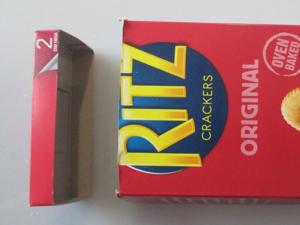 2
RITZ
CRACKERS
ORIGINAL
OVEN
BAKED